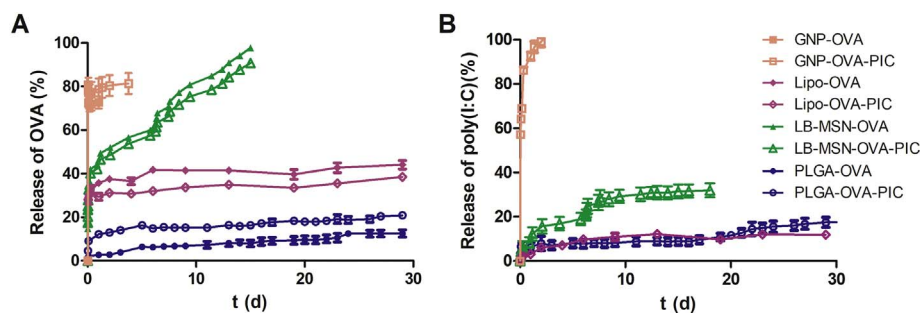 A
Release of OVA (%)
100
80
60
40
20
0
0 10 20 30
t (d)
B
Release of poly(I:C)(%)
100
80
60
40
20
0
0 10 20 30
t (d)
GNP-OVA
GNP-OVA-PIC
Lipo-OVA
Lipo-OVA-PIC
LB-MSN-OVA
LB-MSN-OVA-PIC
PLGA-OVA
PLGA-OVA-PIC